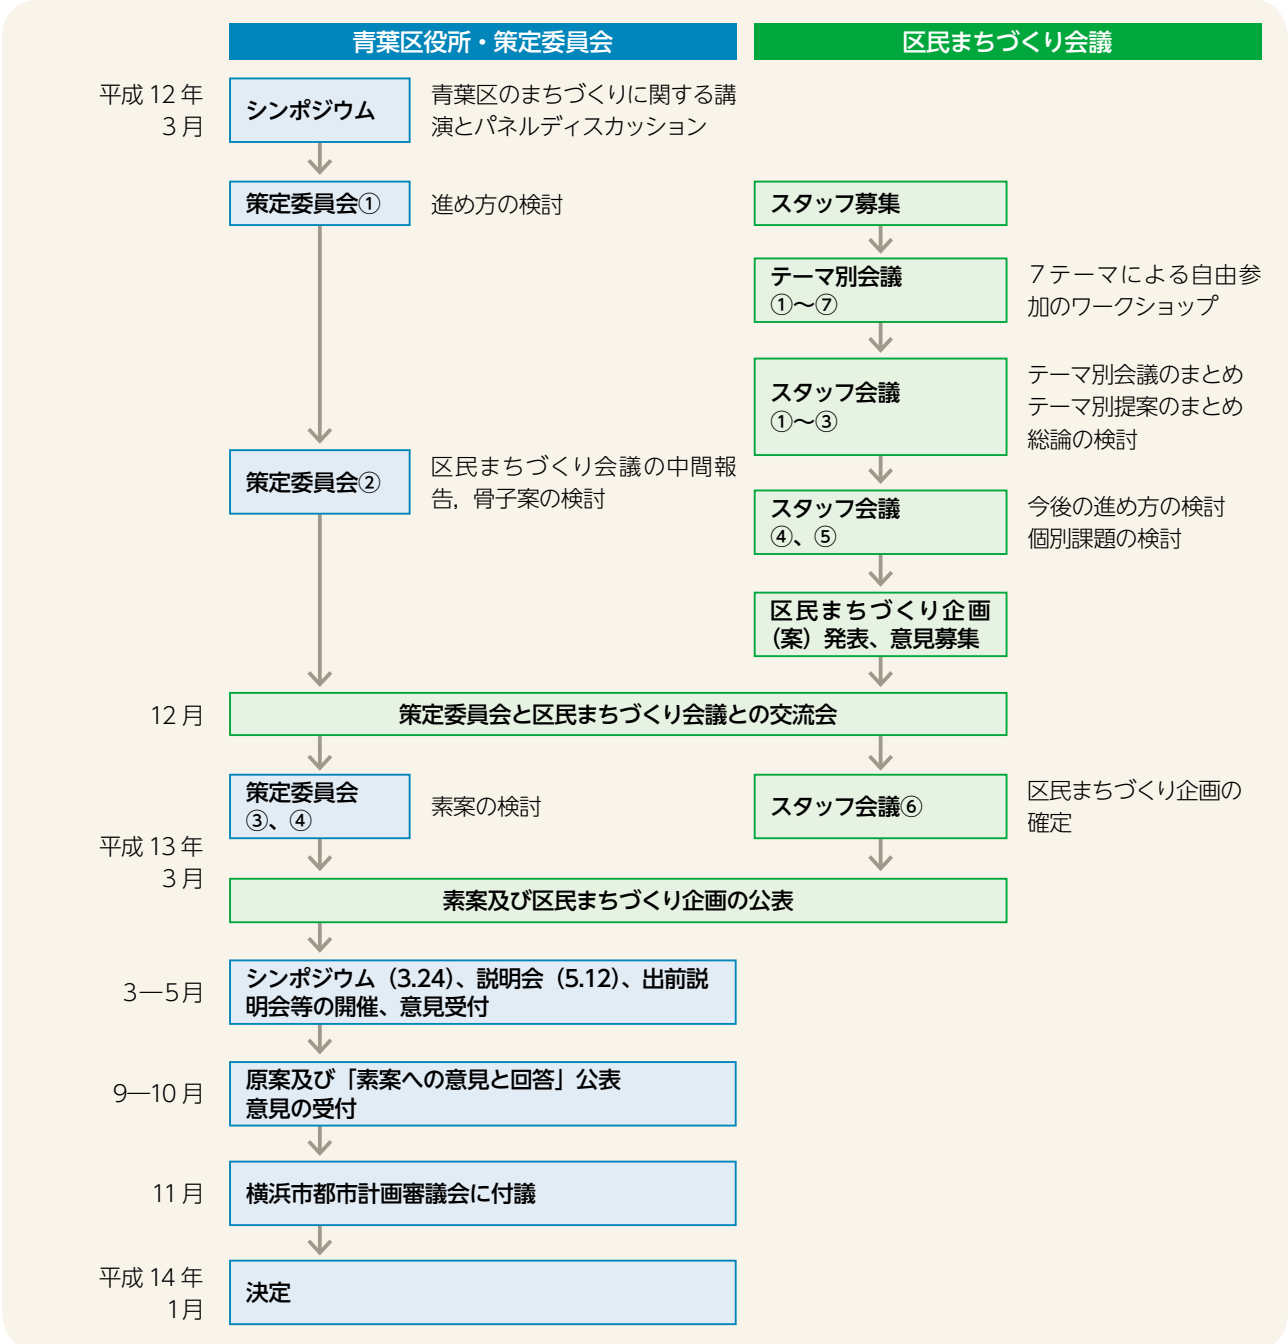 青葉区役所・策定委員会
区民まちづくり会議
平成 12 年
3 月
シンポジウム
青葉区のまちづくりに関する講
演とパネルディスカッション
策定委員会①
進め方の検討
スタッフ募集
テーマ別会議
①～⑦
7テーマによる自由参
加のワークショップ
スタッフ会議
①～③
テーマ別会議のまとめ
テーマ別提案のまとめ
総論の検討
策定委員会②
区民まちづくり会議の中間報
告，骨子案の検討
スタッフ会議
④、⑤
今後の進め方の検討
個別課題の検討
区民まちづくり企画
（案）発表、意見募集
12 月
策定委員会と区民まちづくり会議との交流会
策定委員会
③、④
素案の検討
スタッフ会議⑥
区民まちづくり企画の
確定
平成 13 年
3 月
素案及び区民まちづくり企画の公表
3―5月
シンポジウム（3.24）、説明会（5.12）、出前説
明会等の開催、意見受付
9―10 月
原案及び「素案への意見と回答」公表
意見の受付
11 月
横浜市都市計画審議会に付議
平成 14 年
1月
決定